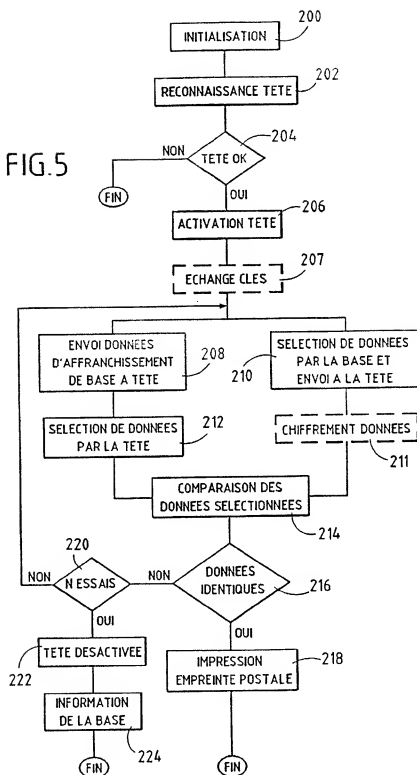 200
INITIALISATION
202
RECONNAISSANCE TETE
204
FIG.5
NON
TETE OK
FIN
OUI
206
ACTIVATION TETE
207
ECHANGE CLES
ENVOI DONNEES
D'AFFRANCHISSEMENT
DE BASE A TETE
208
210
SELECTION DE DONNEES
PAR LA BASE ET
ENVOI A LA TETE
212
SELECTION DE DONNEES
PAR LA TETE
CHIFFREMENT DONNEES
211
COMPARAISON DES
DONNEES SELECTIONNEES
214
220
NON
N ESSAIS
NON
DONNEES
IDENTIQUES
216
OUI
OUI
TETE DESACTIVEE
222
IMPRESSION
EMPREINTE POSTALE
218
INFORMATION
DE LA BASE
224
FIN
FIN